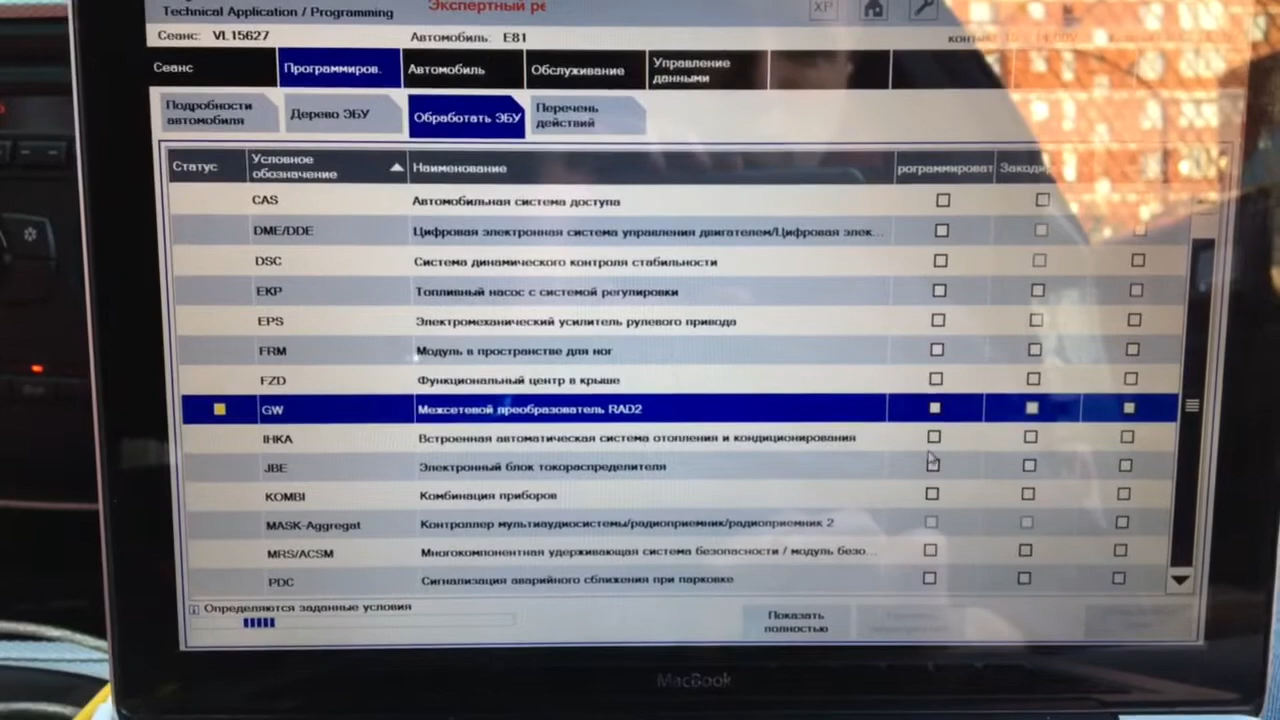 Technical Application / Programming
Экспертный ре
XP
Сеанс: VL15627
Автомобиль: E81
Сеанс
Программиров.
Автомобиль
Обслуживание
Управление
данными
Подробности
автомобиля
Дерево ЭБУ
Обработать ЭБУ
Перечень
действий
Статус
Условное
обозначение
Наименование
рограммироват
Закоди
CAS Автомобильная система доступа
DME/DDE Цифровая электронная система управления двигателем/Цифровая элек...
DSC Система динамического контроля стабильности
EKP Топливный насос с системой регулировки
EPS Электромеханический усилитель рулевого привода
FRM Модуль в пространстве для ног
FZD Функциональный центр в крыше
GW Межсетевой преобразователь RAD2
IHKA Встроенная автоматическая система отопления и кондиционирования
JBE Электронный блок токораспределителя
KOMBI Комбинация приборов
MASK-Aggregat Контроллер мультиаудиосистемы/радиоприемник/радиоприемник 2
MRS/ACSM Многокомпонентная удерживающая система безопасности / модуль безо...
PDC Сигнализация аварийного сближения при парковке
Определяются заданные условия
Показать
полностью
MacBook